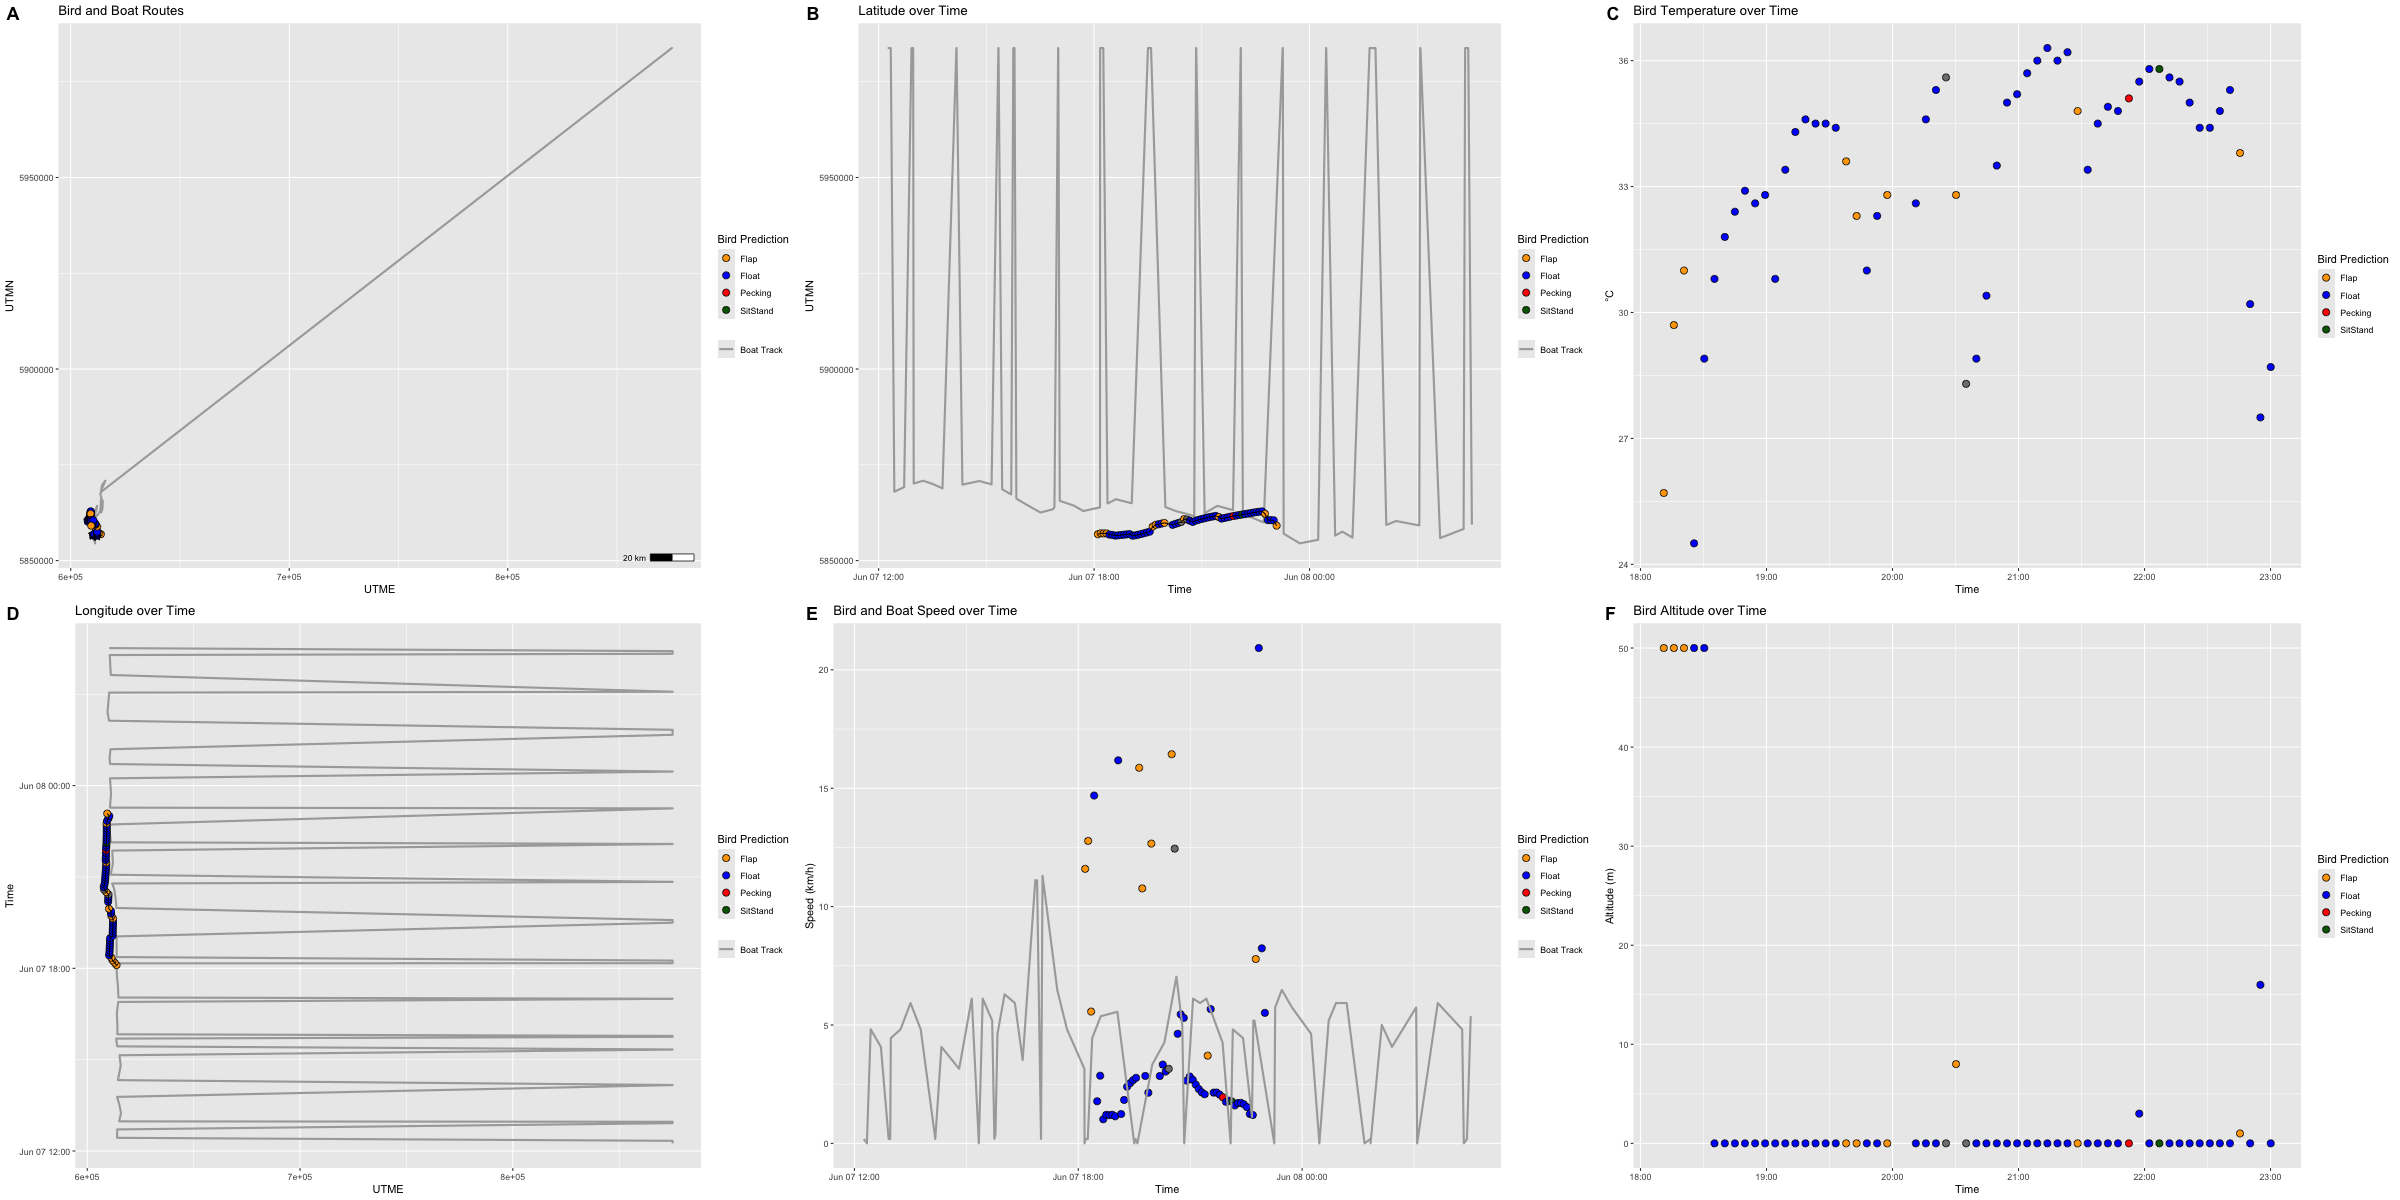 A Bird and Boat Routes
UTMN
5950000
5900000
5850000
6e+05 7e+05 8e+05
UTME
20 km
Bird Prediction
Flap
Float
Pecking
SitStand
Boat Track
B Latitude over Time
UTMN
5950000
5900000
5850000
Jun 07 12:00 Jun 07 18:00 Jun 08 00:00
Time
Bird Prediction
Flap
Float
Pecking
SitStand
Boat Track
C Bird Temperature over Time
°C
36
33
30
27
24
18:00 19:00 20:00 21:00 22:00 23:00
Time
Bird Prediction
Flap
Float
Pecking
SitStand
D Longitude over Time
Time
Jun 08 00:00
Jun 07 18:00
Jun 07 12:00
6e+05 7e+05 8e+05
UTME
Bird Prediction
Flap
Float
Pecking
SitStand
Boat Track
E Bird and Boat Speed over Time
Speed (km/h)
20
15
10
5
0
Jun 07 12:00 Jun 07 18:00 Jun 08 00:00
Time
Bird Prediction
Flap
Float
Pecking
SitStand
Boat Track
F Bird Altitude over Time
Altitude (m)
50
40
30
20
10
0
18:00 19:00 20:00 21:00 22:00 23:00
Time
Bird Prediction
Flap
Float
Pecking
SitStand